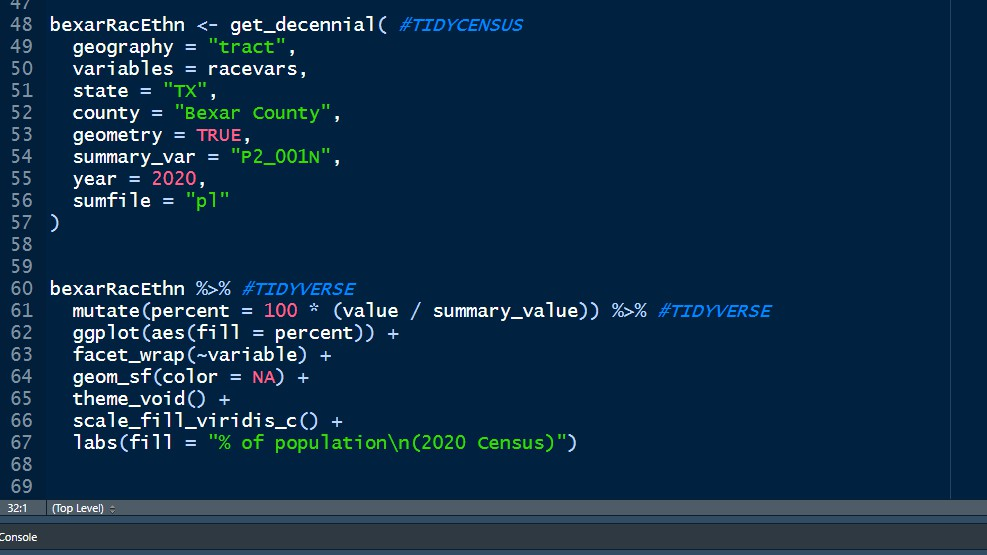 47
48 bexarRacEthn <- get_decennial( #TIDYCENSUS
49   geography = "tract",
50   variables = racevars,
51   state = "TX",
52   county = "Bexar County",
53   geometry = TRUE,
54   summary_var = "P2_001N",
55   year = 2020,
56   sumfile = "pl"
57 )
58
59
60 bexarRacEthn %>% #TIDYVERSE
61   mutate(percent = 100 * (value / summary_value)) %>% #TIDYVERSE
62   ggplot(aes(fill = percent)) +
63   facet_wrap(~variable) +
64   geom_sf(color = NA) +
65   theme_void() +
66   scale_fill_viridis_c() +
67   labs(fill = "% of population\n(2020 Census)")
68
69
32:1 (Top Level)
Console